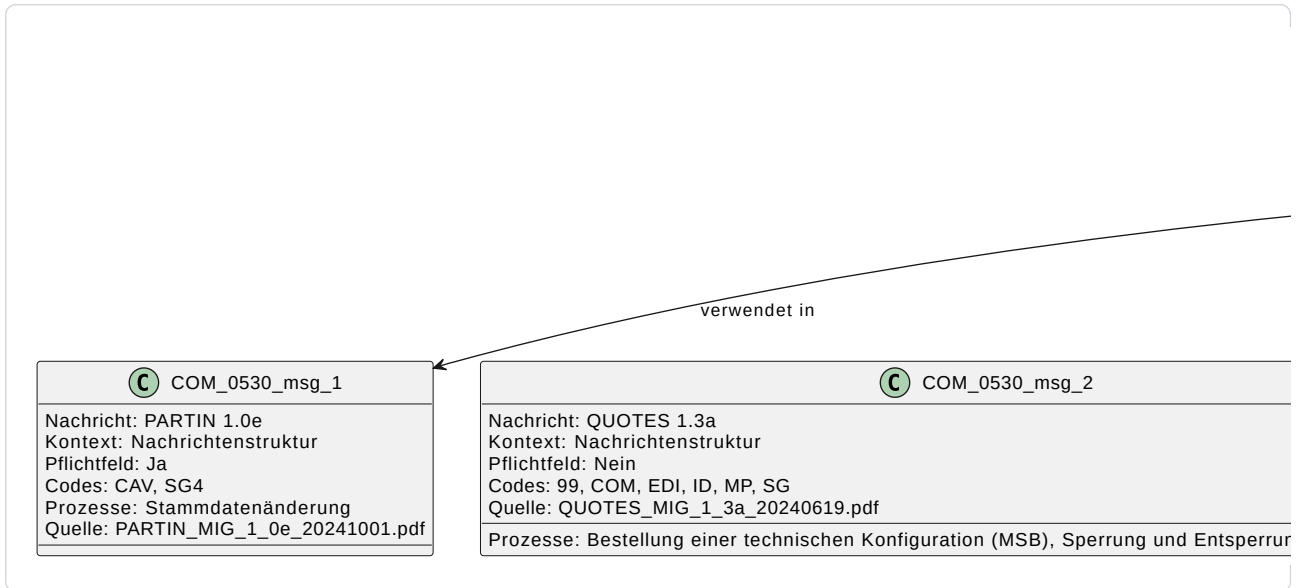 verwendet in
C COM_0530_msg_1
Nachricht: PARTIN 1.0e
Kontext: Nachrichtenstruktur
Pflichtfeld: Ja
Codes: CAV, SG4
Prozesse: Stammdatenänderung
Quelle: PARTIN_MIG_1_0e_20241001.pdf
C COM_0530_msg_2
Nachricht: QUOTES 1.3a
Kontext: Nachrichtenstruktur
Pflichtfeld: Nein
Codes: 99, COM, EDI, ID, MP, SG
Quelle: QUOTES_MIG_1_3a_20240619.pdf
Prozesse: Bestellung einer technischen Konfiguration (MSB), Sperrung und